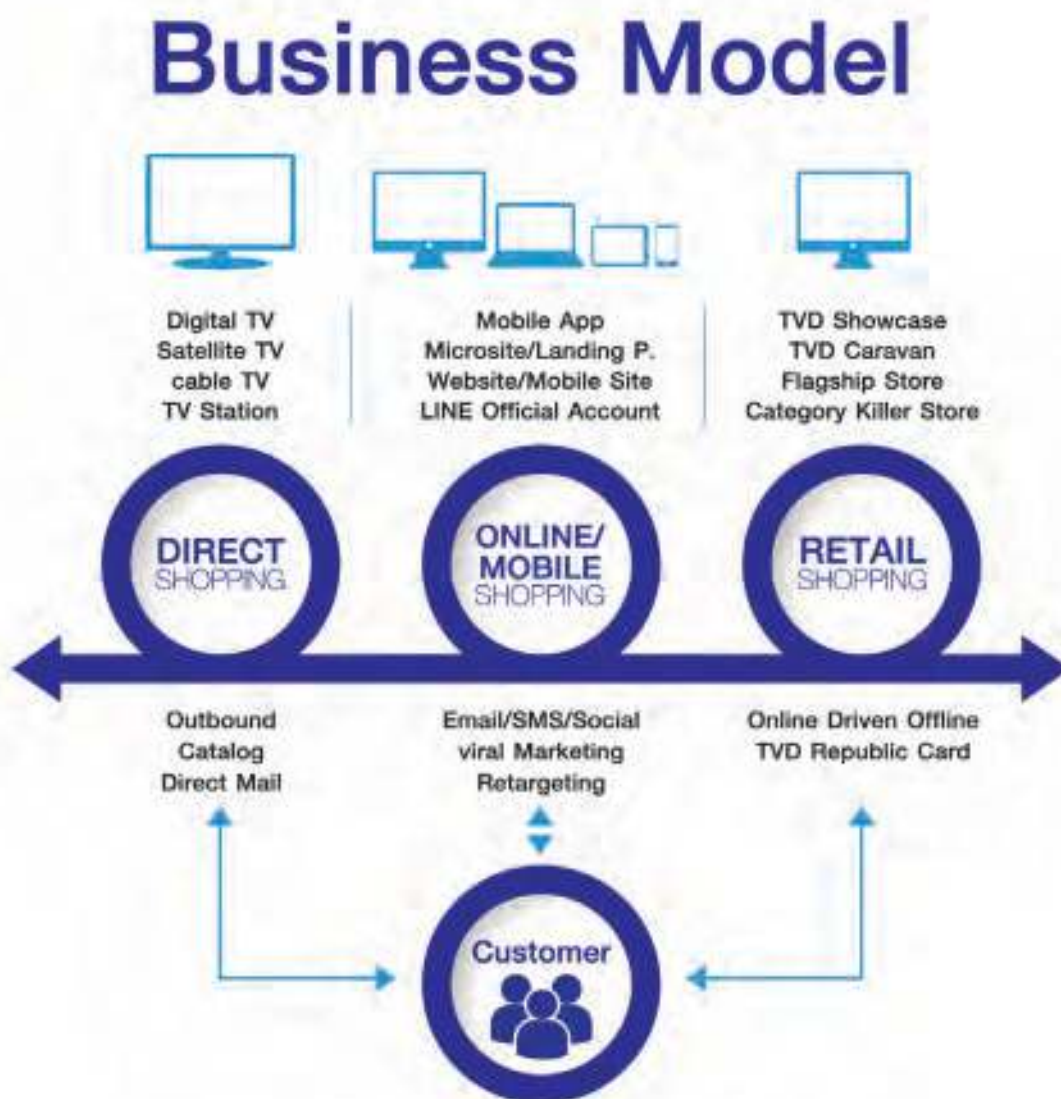 Business Model
Digital TV
Satellite TV
cable TV
TV Station
Mobile App
Microsite/Landing P.
Website/Mobile Site
LINE Official Account
TVD Showcase
TVD Caravan
Flagship Store
Category Killer Store
DIRECT
SHOPPING
ONLINE/
MOBILE
SHOPPING
RETAIL
SHOPPING
Outbound
Catalog
Direct Mail
Email/SMS/Social
viral Marketing
Retargeting
Online Driven Offline
TVD Republic Card
Customer